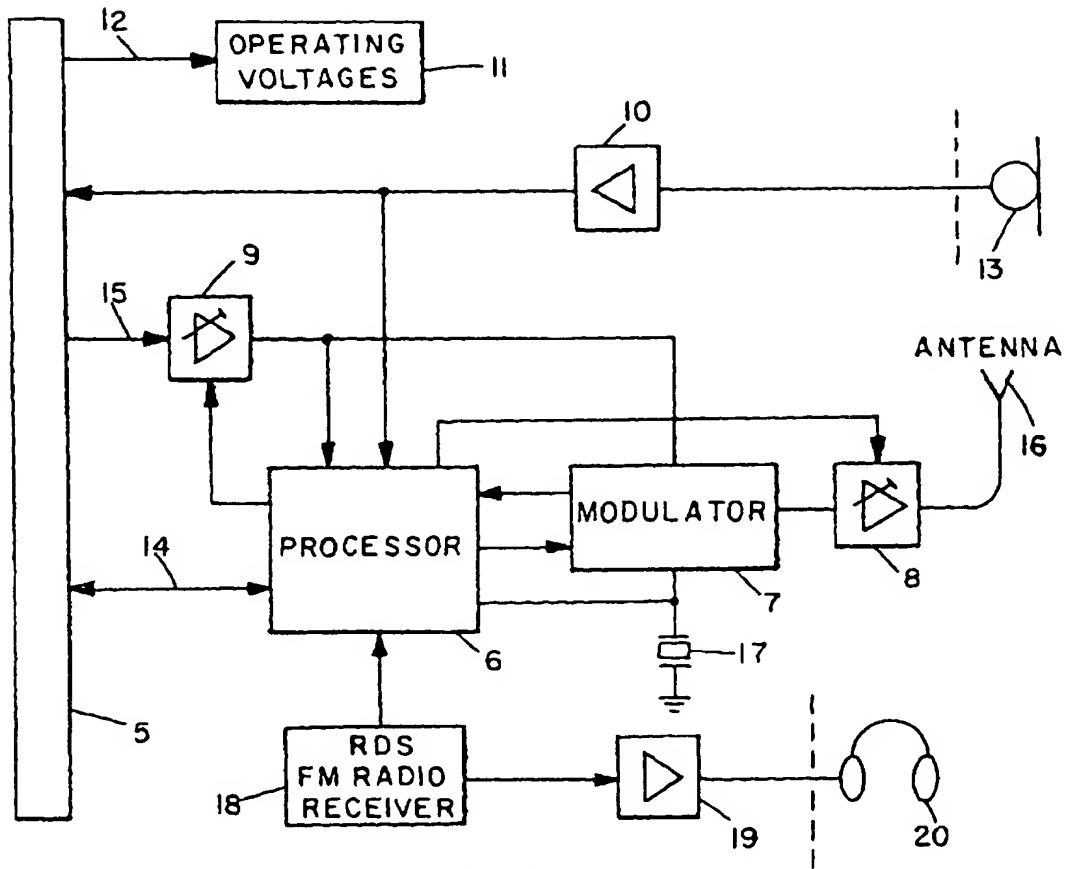 12
OPERATING
VOLTAGES
11
10
13
9
15
ANTENNA
16
PROCESSOR
MODULATOR
8
14
7
6
17
5
RDS
FM RADIO
RECEIVER
18
19
20